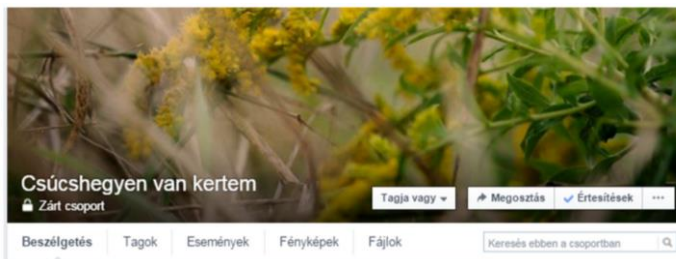 Csúcshegyen van kertem
Zárt csoport
Tagja vagy
Megosztás
Értesítések
Beszélgetés Tagok Események Fényképek Fájlok
Keresés ebben a csoportban